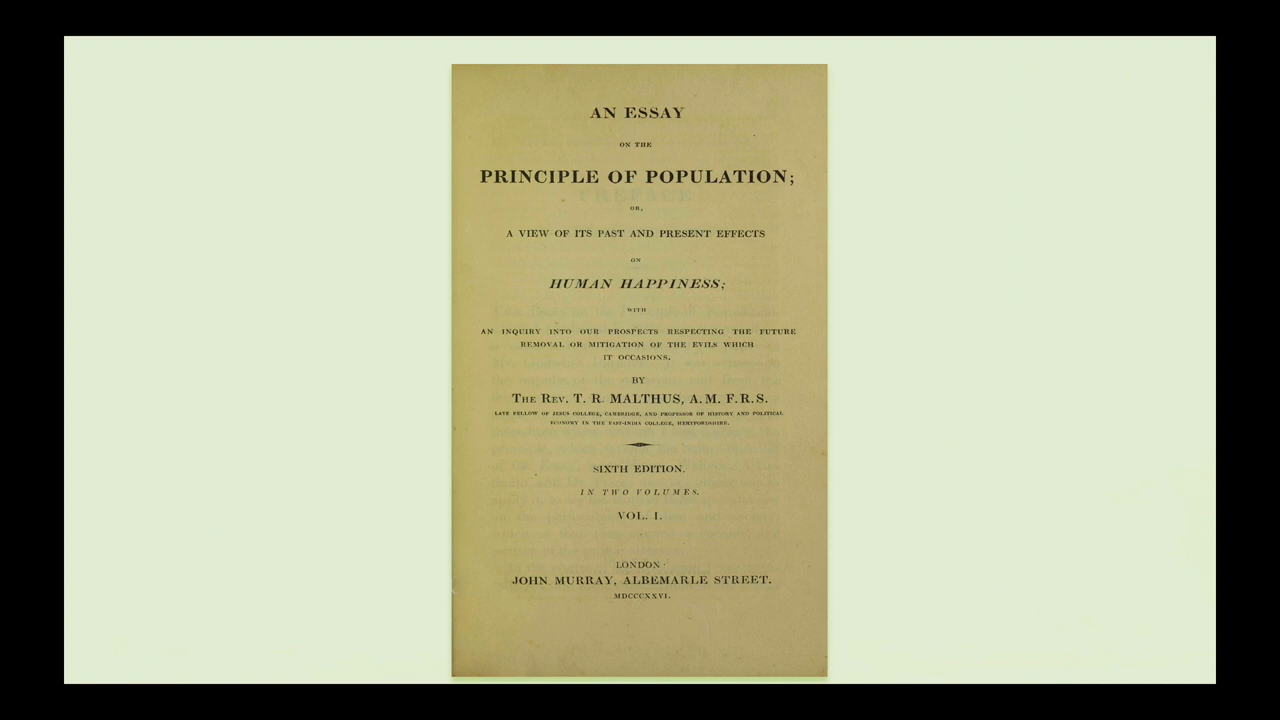 AN ESSAY
ON THE
PRINCIPLE OF POPULATION;
OR,
A VIEW OF ITS PAST AND PRESENT EFFECTS
ON
HUMAN HAPPINESS;
WITH
AN INQUIRY INTO OUR PROSPECTS RESPECTING THE FUTURE
REMOVAL OR MITIGATION OF THE EVILS WHICH
IT OCCASIONS.
BY
THE REV. T. R. MALTHUS, A.M. F.R.S.
LATE FELLOW OF JESUS COLLEGE, CAMBRIDGE, AND PROFESSOR OF HISTORY AND POLITICAL
ECONOMY IN THE EAST-INDIA COLLEGE, HERTFORDSHIRE.
SIXTH EDITION.
IN TWO VOLUMES.
VOL. I.
LONDON:
JOHN MURRAY, ALBEMARLE STREET.
MDCCCXXVI.